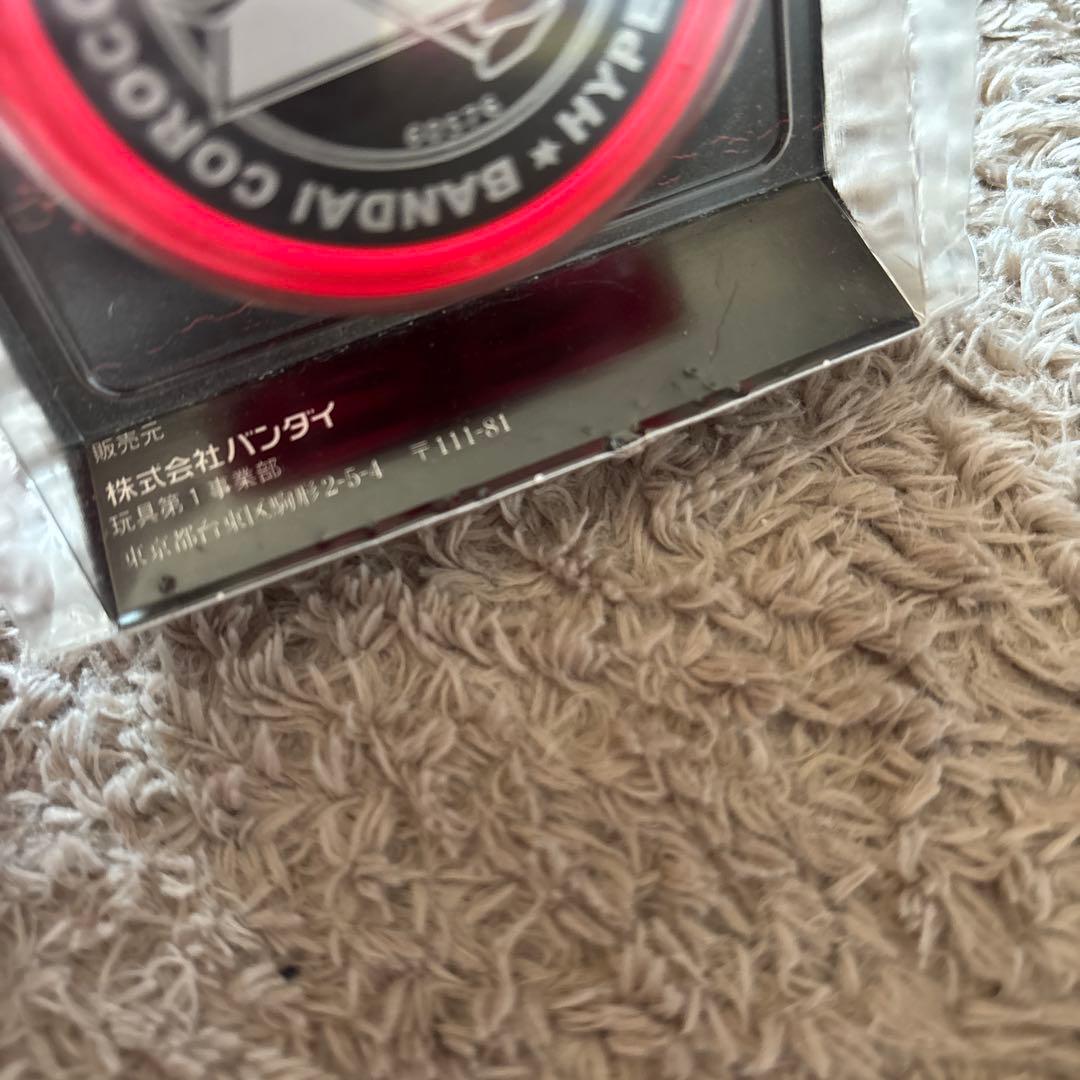 COROCO
BANDAI ★ HYPE
販売元
株式会社バンダイ
玩具第1事業部
東京都台東区駒形2-5-4 〒111-81